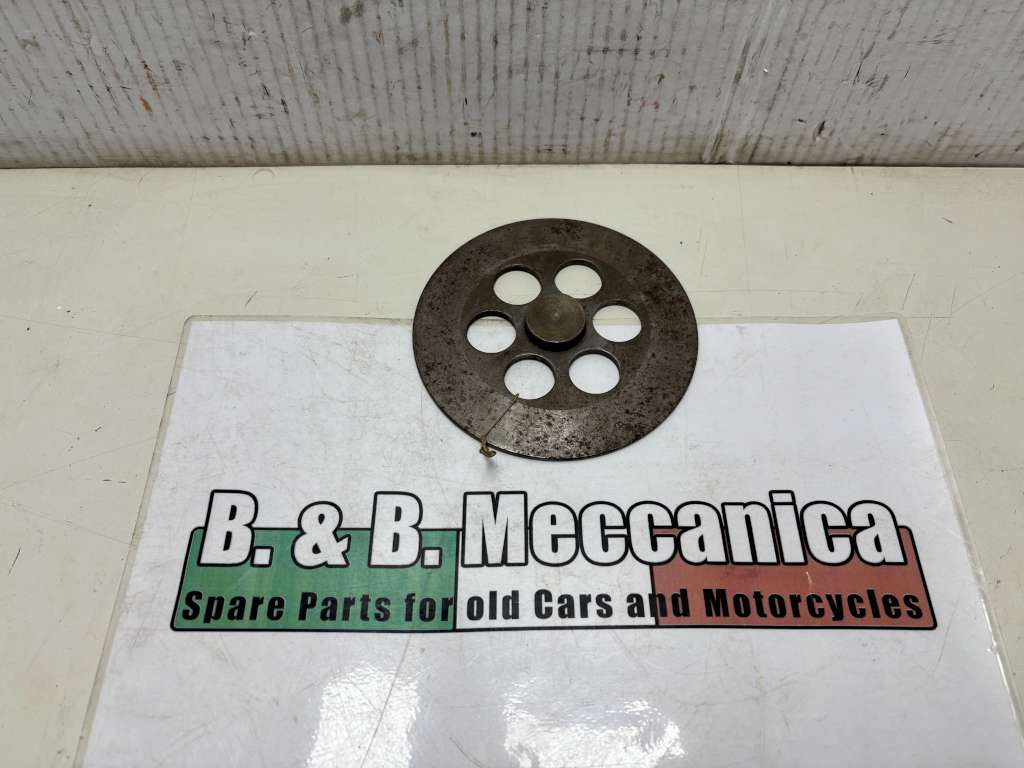 B. & B. Meccanica
Spare Parts for old Cars and Motorcycles